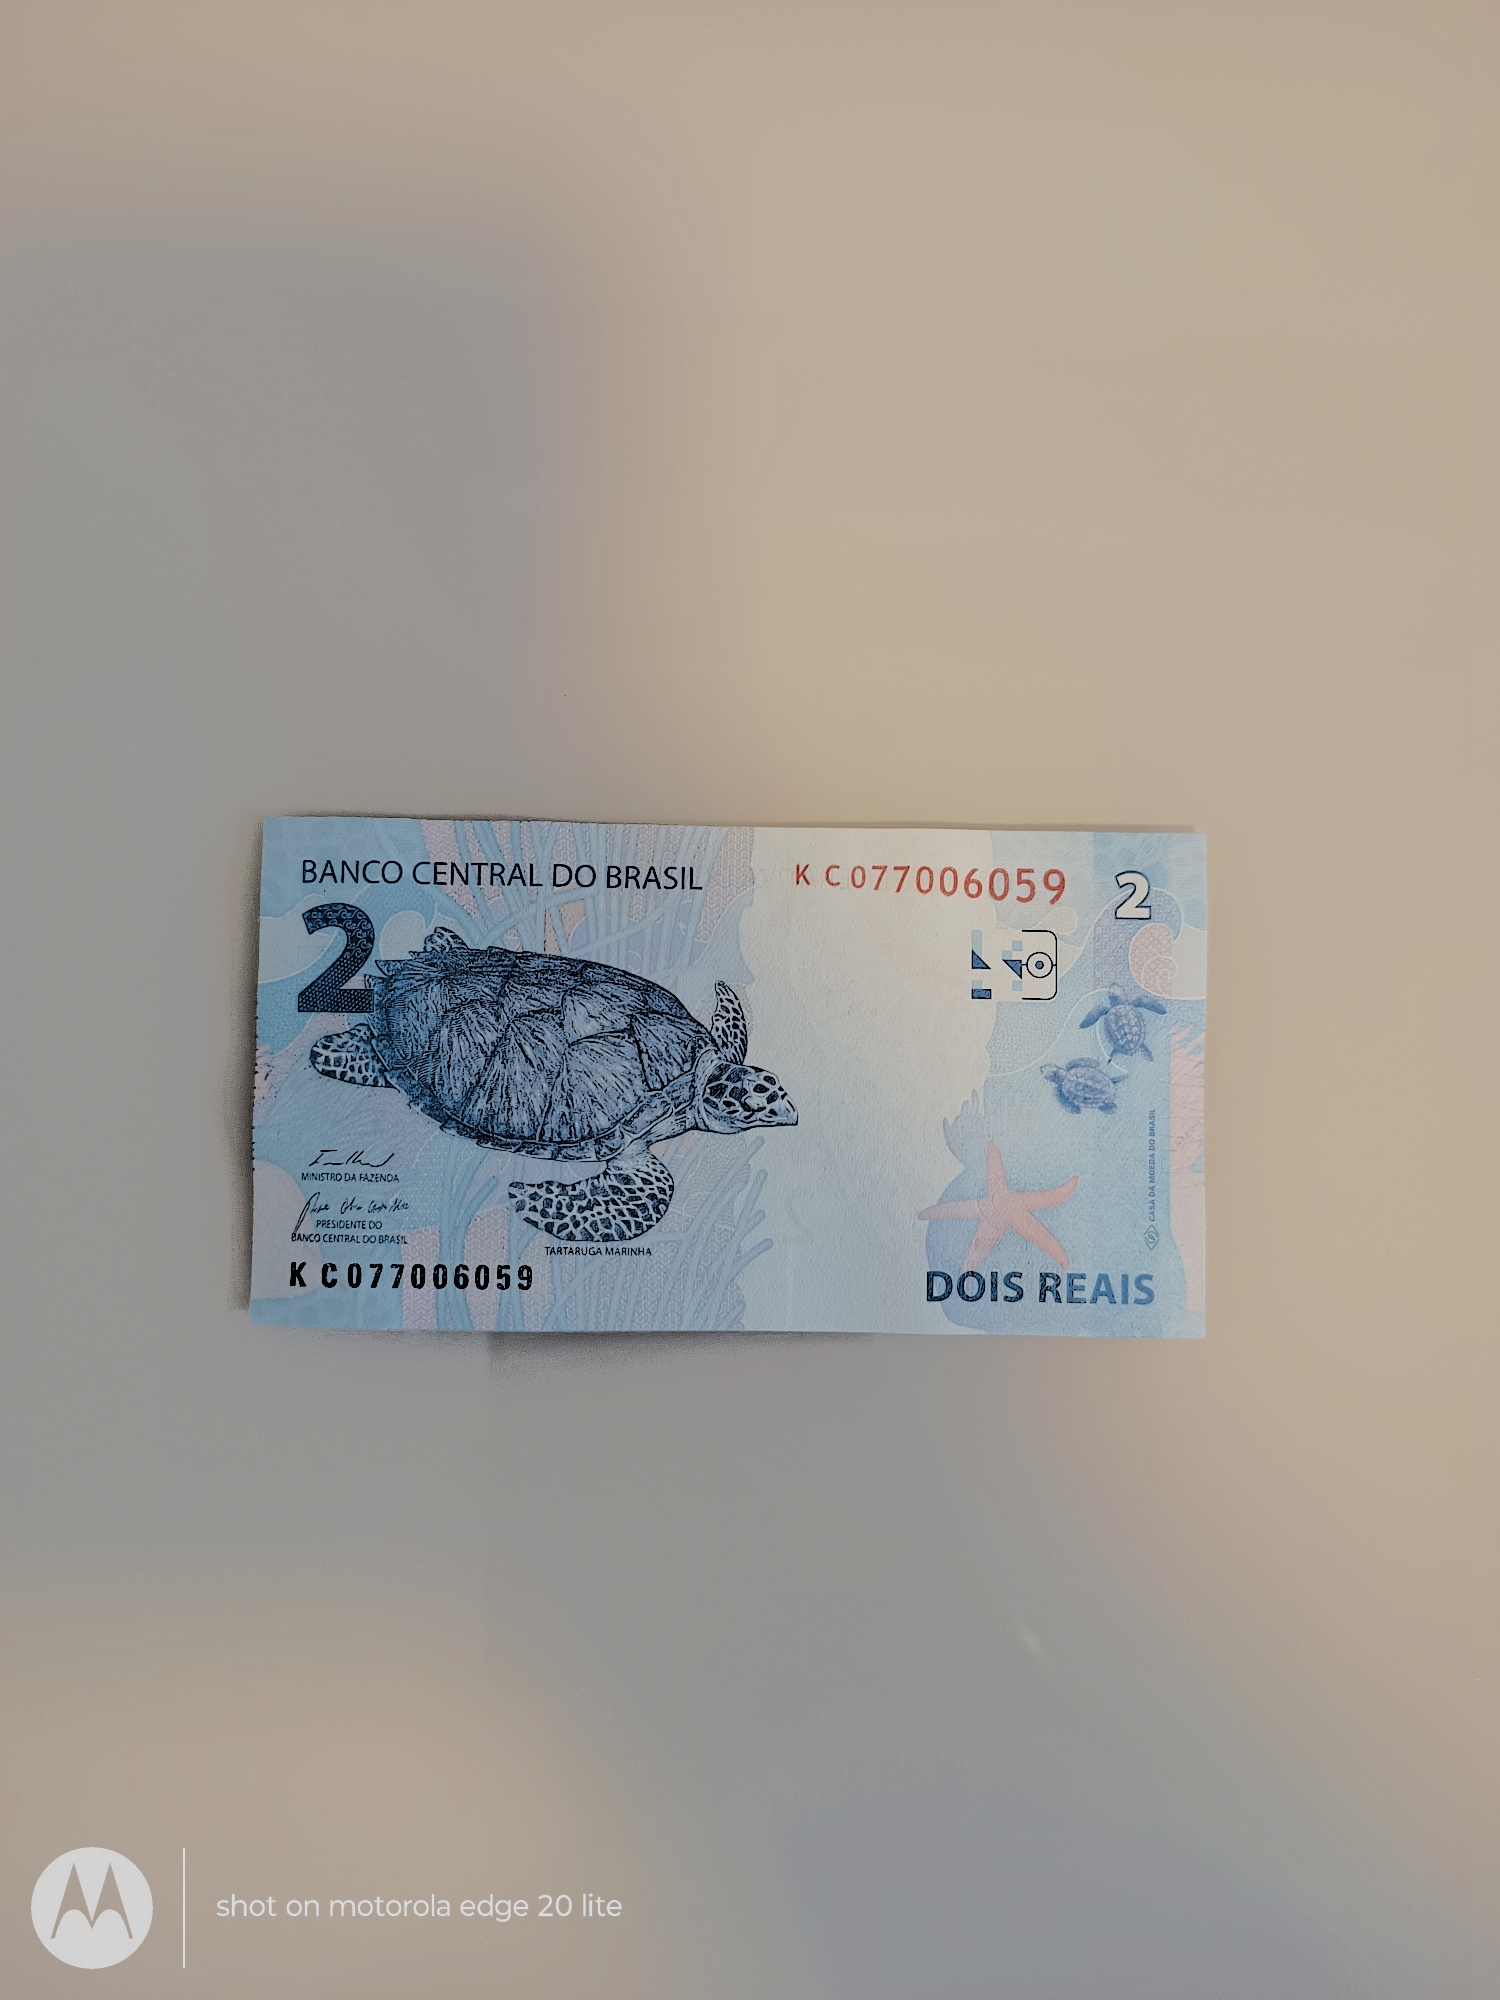 BANCO CENTRAL DO BRASIL
K C 077006059
2
2
MINISTRO DA FAZENDA
PRESIDENTE DO
BANCO CENTRAL DO BRASIL
TARTARUGA MARINHA
K C 077006059
DOIS REAIS
CASA DA MOEDA DO BRASIL
shot on motorola edge 20 lite